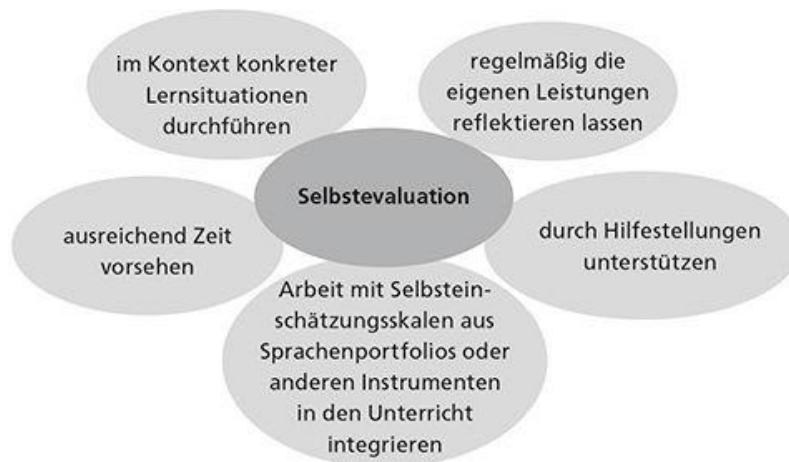 im Kontext konkreter
Lernsituationen
durchführen
regelmäßig die
eigenen Leistungen
reflektieren lassen
Selbstevaluation
ausreichend Zeit
vorsehen
durch Hilfestellungen
unterstützen
Arbeit mit Selbstein-
schätzungsskalen aus
Sprachenportfolios oder
anderen Instrumenten
in den Unterricht
integrieren